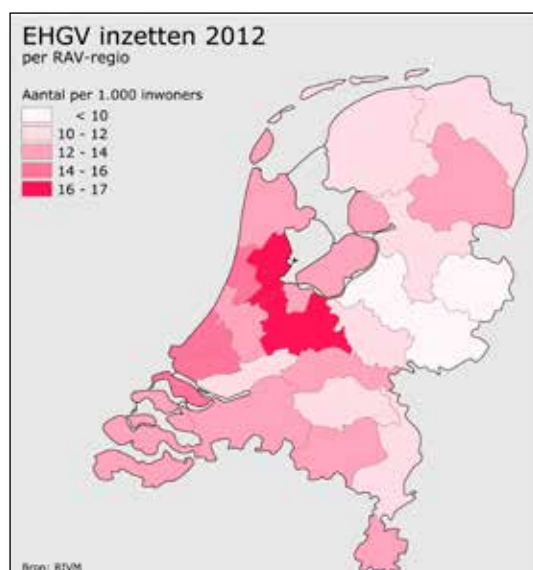 EHGV inzetten 2012
per RAV-regio
Aantal per 1.000 inwoners
< 10
10 - 12
12 - 14
14 - 16
16 - 17
Bron: RIVM